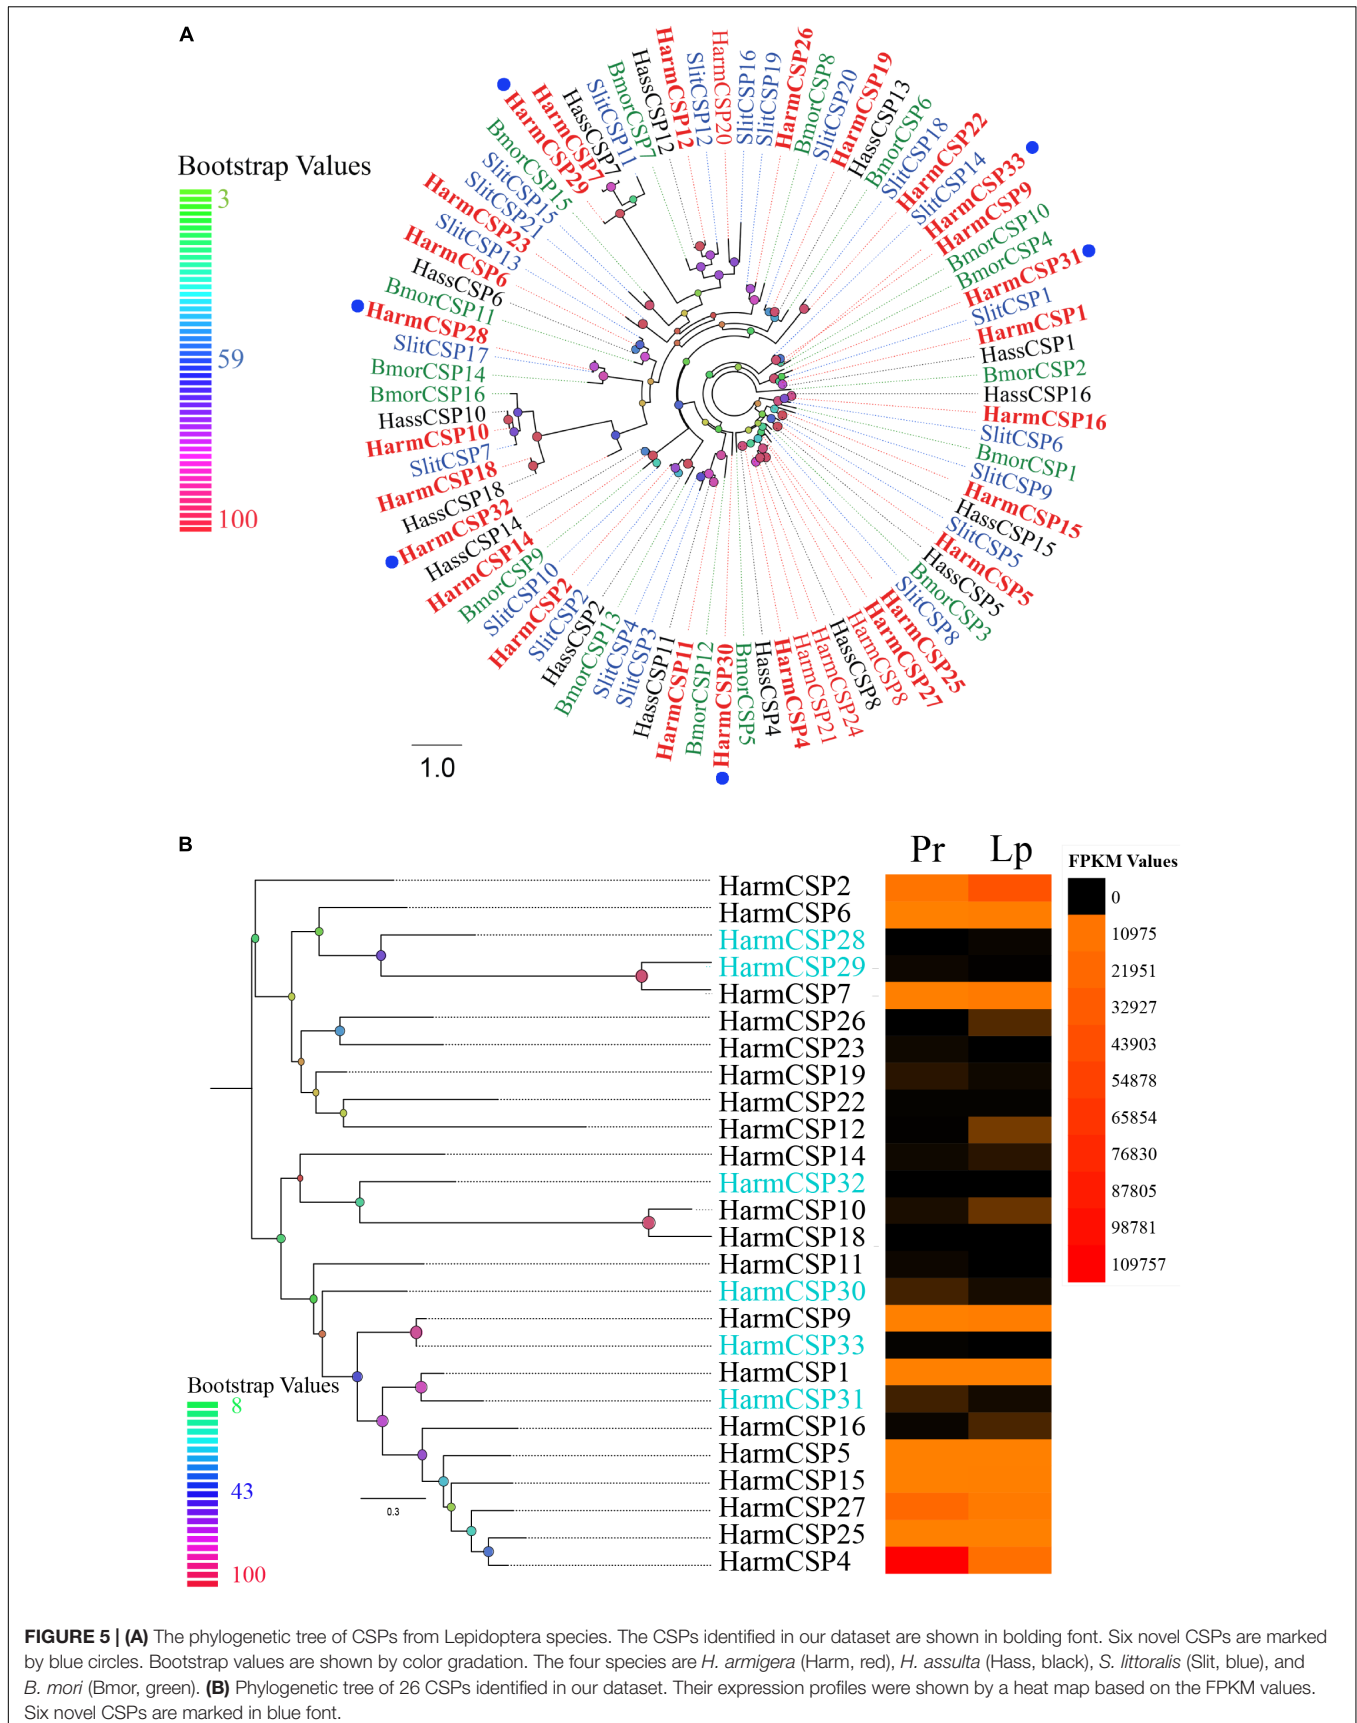 A
Bootstrap Values
3
59
100
HarmCSP12
SlitCSP12
HarmCSP20
SlitCSP16
SlitCSP19
HarmCSP26
BmorCSP8
SlitCSP20
HarmCSP19
HassCSP13
BmorCSP6
SlitCSP18
HarmCSP22
SlitCSP14
HarmCSP33
HarmCSP9
BmorCSP10
BmorCSP4
HarmCSP31
SlitCSP1
HarmCSP1
HassCSP1
BmorCSP2
HassCSP16
HarmCSP16
SlitCSP6
BmorCSP1
SlitCSP9
HarmCSP15
HassCSP15
SlitCSP5
HarmCSP5
HassCSP5
BmorCSP3
SlitCSP8
HarmCSP25
HarmCSP27
HarmCSP8
HassCSP8
HarmCSP24
HarmCSP21
HarmCSP4
HassCSP4
BmorCSP5
HarmCSP30
BmorCSP12
HarmCSP11
HassCSP11
SlitCSP3
SlitCSP4
BmorCSP13
HassCSP2
SlitCSP2
HarmCSP2
SlitCSP10
BmorCSP9
HarmCSP14
HassCSP14
HarmCSP32
HassCSP18
HarmCSP18
SlitCSP7
HarmCSP10
HassCSP10
BmorCSP16
BmorCSP14
SlitCSP17
HarmCSP28
BmorCSP11
HassCSP6
HarmCSP6
SlitCSP13
HarmCSP23
SlitCSP21
SlitCSP15
BmorCSP15
HarmCSP29
HarmCSP7
HassCSP7
SlitCSP11
BmorCSP7
HassCSP12
1.0
B
Pr Lp
FPKM Values
0
10975
21951
32927
43903
54878
65854
76830
87805
98781
109757
HarmCSP2
HarmCSP6
HarmCSP28
HarmCSP29
HarmCSP7
HarmCSP26
HarmCSP23
HarmCSP19
HarmCSP22
HarmCSP12
HarmCSP14
HarmCSP32
HarmCSP10
HarmCSP18
HarmCSP11
HarmCSP30
HarmCSP9
HarmCSP33
HarmCSP1
HarmCSP31
HarmCSP16
HarmCSP5
HarmCSP15
HarmCSP27
HarmCSP25
HarmCSP4
Bootstrap Values
8
43
100
0.3
FIGURE 5 | (A) The phylogenetic tree of CSPs from Lepidoptera species. The CSPs identified in our dataset are shown in bolding font. Six novel CSPs are marked
by blue circles. Bootstrap values are shown by color gradation. The four species are H. armigera (Harm, red), H. assulta (Hass, black), S. littoralis (Slit, blue), and
B. mori (Bmor, green). (B) Phylogenetic tree of 26 CSPs identified in our dataset. Their expression profiles were shown by a heat map based on the FPKM values.
Six novel CSPs are marked in blue font.